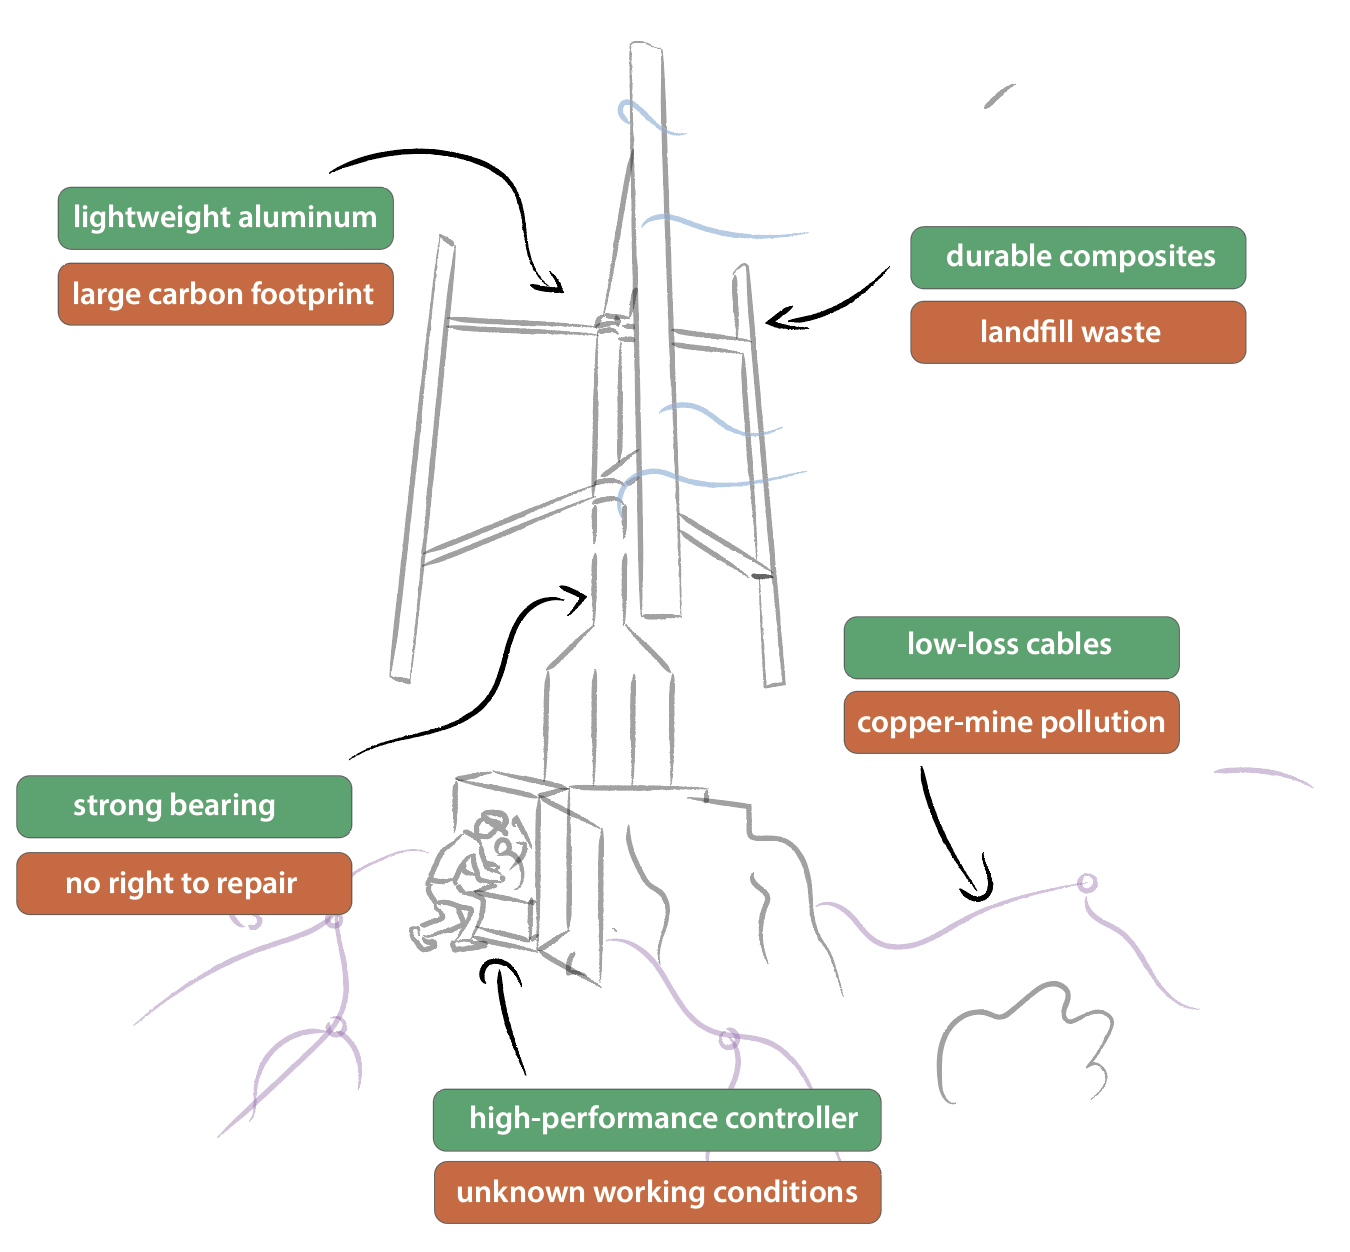 lightweight aluminum
large carbon footprint
durable composites
landfill waste
low-loss cables
copper-mine pollution
strong bearing
no right to repair
high-performance controller
unknown working conditions